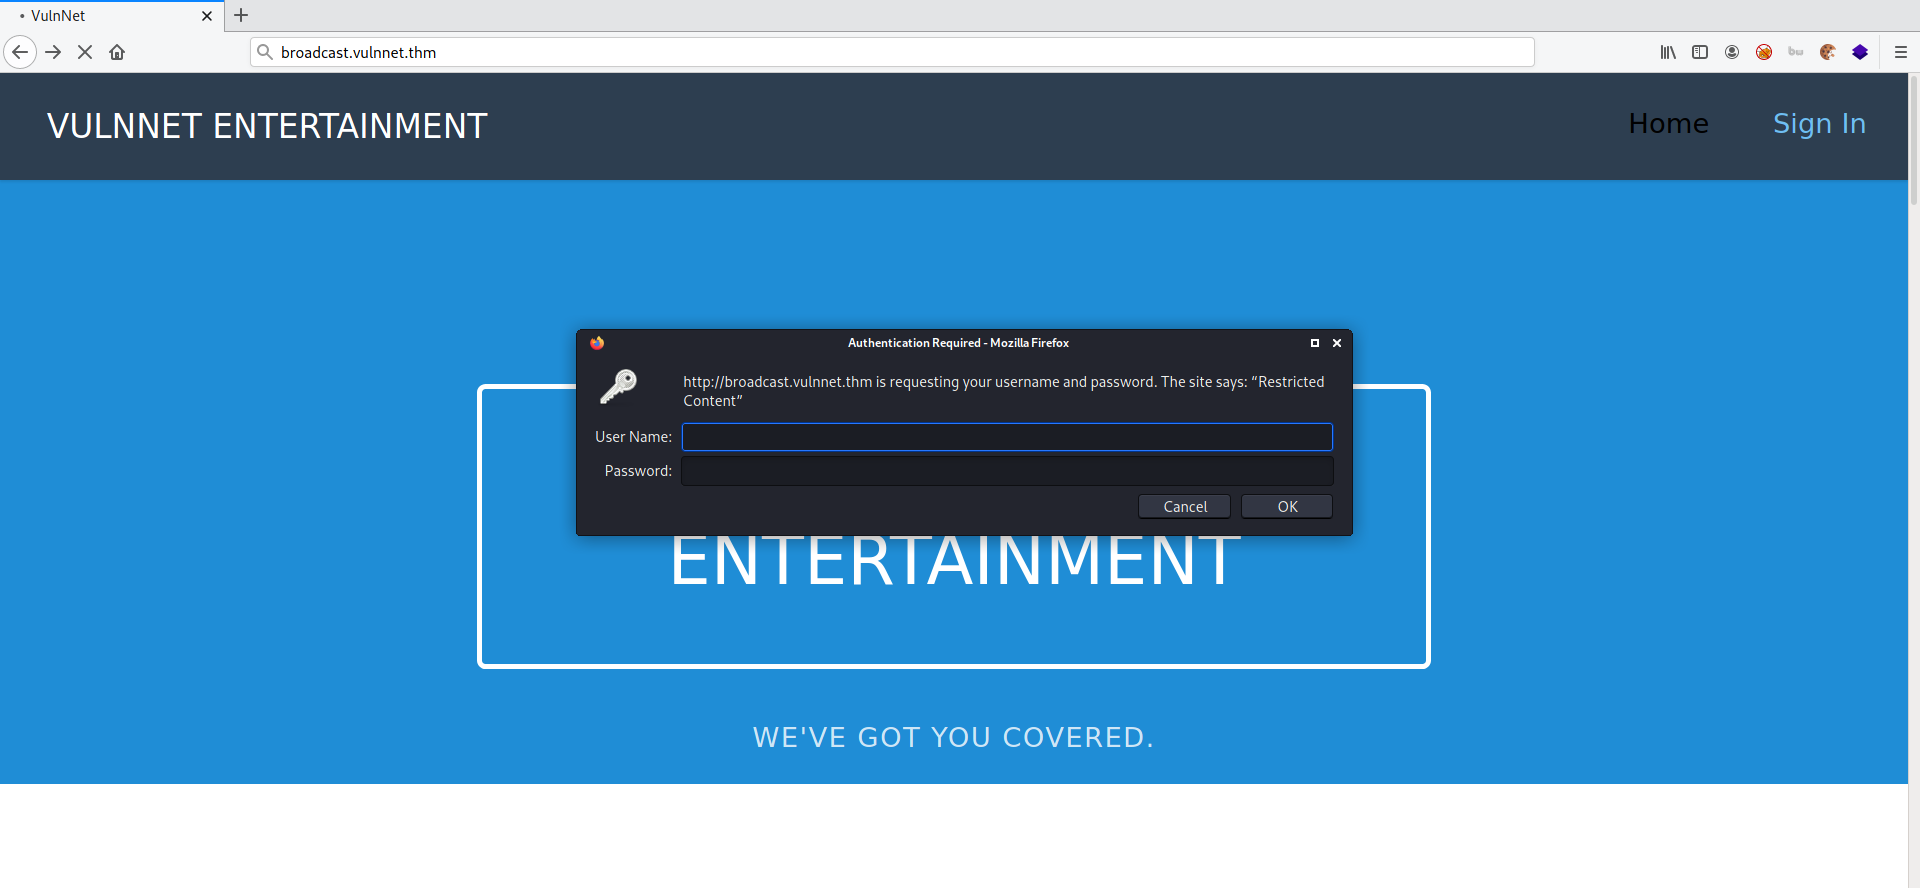 VulnNet
broadcast.vulnnet.thm
VULNNET ENTERTAINMENT
Home
Sign In
Authentication Required - Mozilla Firefox
http://broadcast.vulnnet.thm is requesting your username and password. The site says: “Restricted
Content”
User Name:
Password:
Cancel
OK
ENTERTAINMENT
WE'VE GOT YOU COVERED.